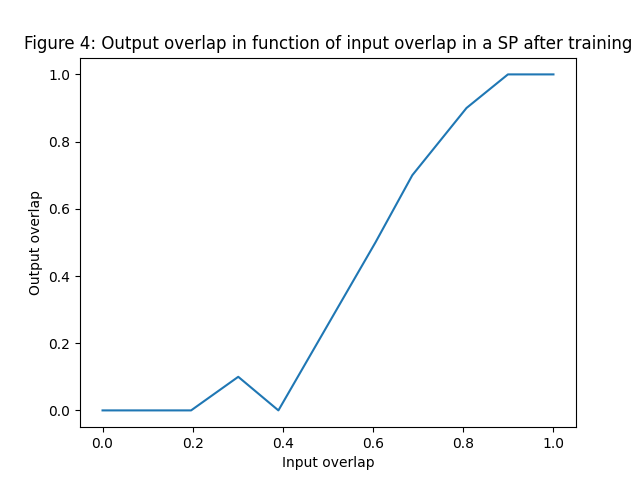 Figure 4: Output overlap in function of input overlap in a SP after training
1.0
0.8
0.6
0.4
0.2
0.0
Output overlap
0.0 0.2 0.4 0.6 0.8 1.0
Input overlap